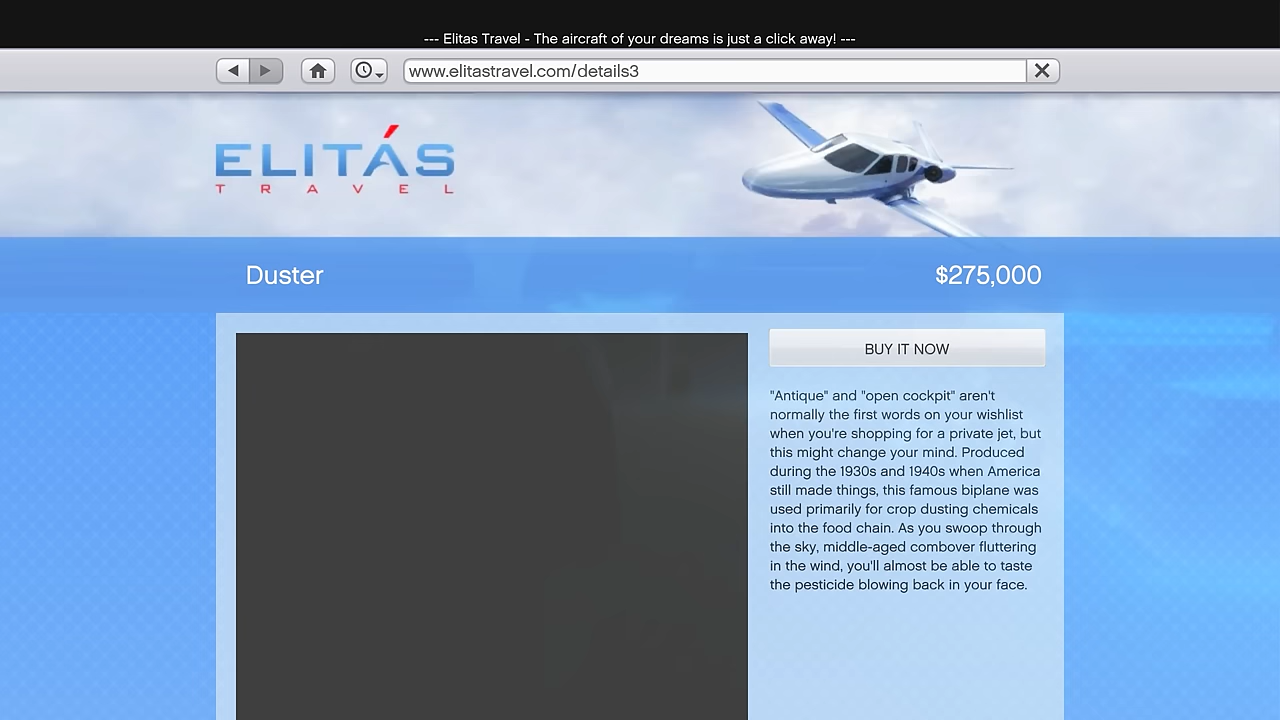 --- Elitas Travel - The aircraft of your dreams is just a click away! ---
www.elitastravel.com/details3
ELITÁS
TRAVEL
Duster
$275,000
BUY IT NOW
"Antique" and "open cockpit" aren't
normally the first words on your wishlist
when you're shopping for a private jet, but
this might change your mind. Produced
during the 1930s and 1940s when America
still made things, this famous biplane was
used primarily for crop dusting chemicals
into the food chain. As you swoop through
the sky, middle-aged combover fluttering
in the wind, you'll almost be able to taste
the pesticide blowing back in your face.